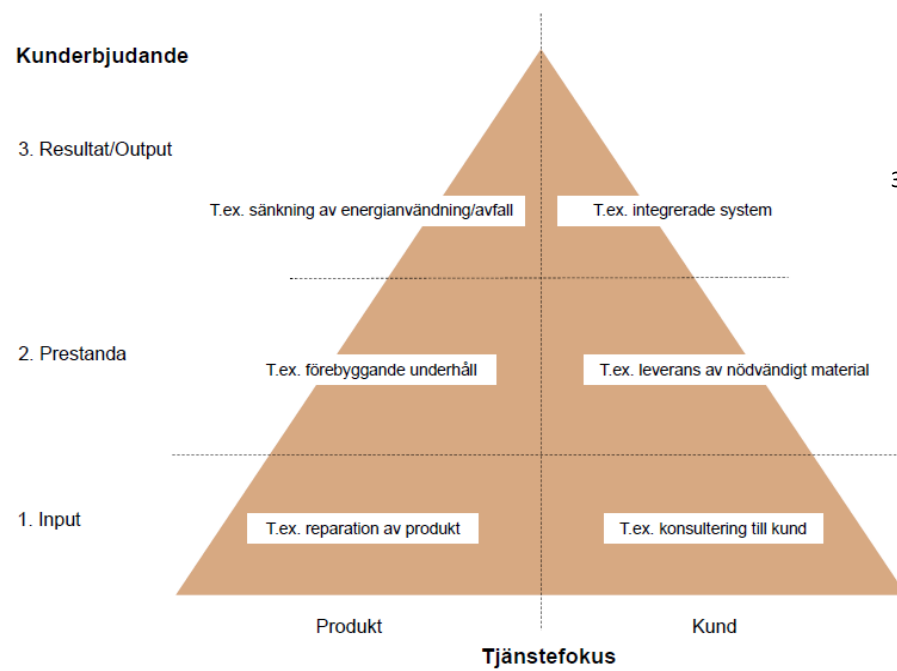 Kunderbjudande
3. Resultat/Output
3
T.ex. sänkning av energianvändning/avfall
T.ex. integrerade system
2. Prestanda
T.ex. förebyggande underhåll
T.ex. leverans av nödvändigt material
1. Input
T.ex. reparation av produkt
T.ex. konsultering till kund
Produkt
Kund
Tjänstefokus